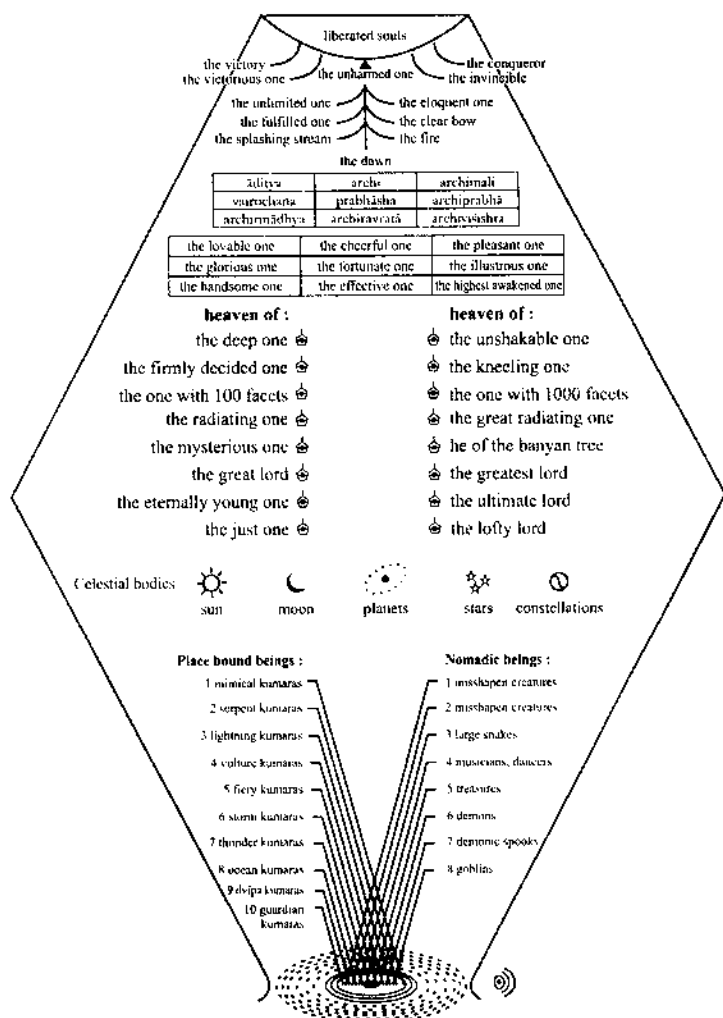 liberated souls
the victory
the conqueror
the victorious one
the unharmed one
the invincible
the unlimited one
the eloquent one
the fulfilled one
the clear bow
the splashing stream
the fire
the dawn
āditya archi archimāli
vairochana prabhāsha archiprabhā
archirmādhya archiravratā archiviśishta
the lovable one the cheerful one the pleasant one
the glorious one the fortunate one the illustrous one
the handsome one the effective one the highest awakened one
heaven of :
the deep one
the firmly decided one
the one with 100 facets
the radiating one
the mysterious one
the great lord
the eternally young one
the just one
heaven of :
the unshakable one
the kneeling one
the one with 1000 facets
the great radiating one
he of the banyan tree
the greatest lord
the ultimate lord
the lofty lord
Celestial bodies
sun moon planets stars constellations
Place bound beings :
1 mimical kumaras
2 serpent kumaras
3 lightning kumaras
4 vulture kumaras
5 fiery kumaras
6 storm kumaras
7 thunder kumaras
8 ocean kumaras
9 dvipa kumaras
10 guardian
kumaras
Nomadic beings :
1 misshapen creatures
2 misshapen creatures
3 large snakes
4 musicians, dancers
5 treasures
6 demons
7 demonic spooks
8 goblins